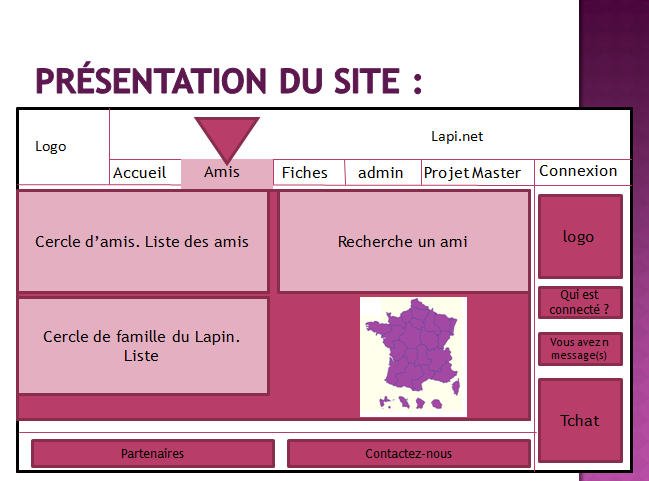 PRÉSENTATION DU SITE :
Logo
Lapi.net
Accueil
Amis
Fiches
admin
Projet Master
Connexion
Cercle d’amis. Liste des amis
Recherche un ami
logo
Qui est
connecté ?
Cercle de famille du Lapin.
Liste
Vous avez n
message(s)
Tchat
Partenaires
Contactez-nous